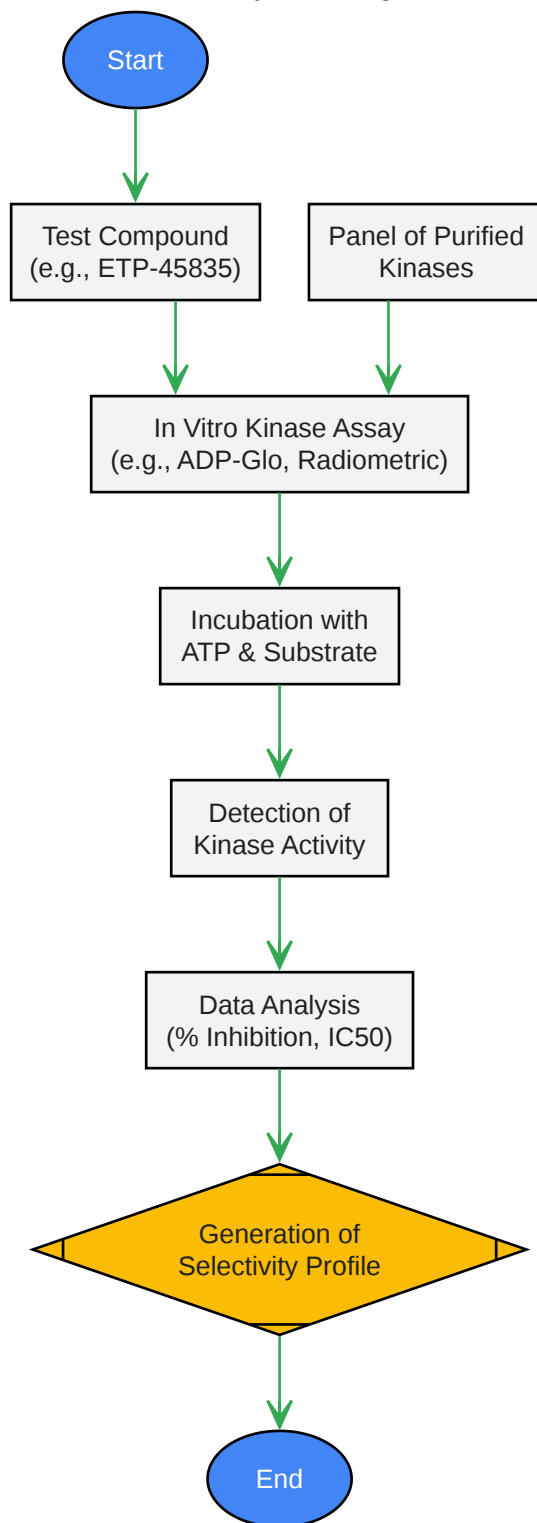 Start
Test Compound
(e.g., ETP-45835)
Panel of Purified
Kinases
In Vitro Kinase Assay
(e.g., ADP-Glo, Radiometric)
Incubation with
ATP & Substrate
Detection of
Kinase Activity
Data Analysis
(% Inhibition, IC50)
Generation of
Selectivity Profile
End